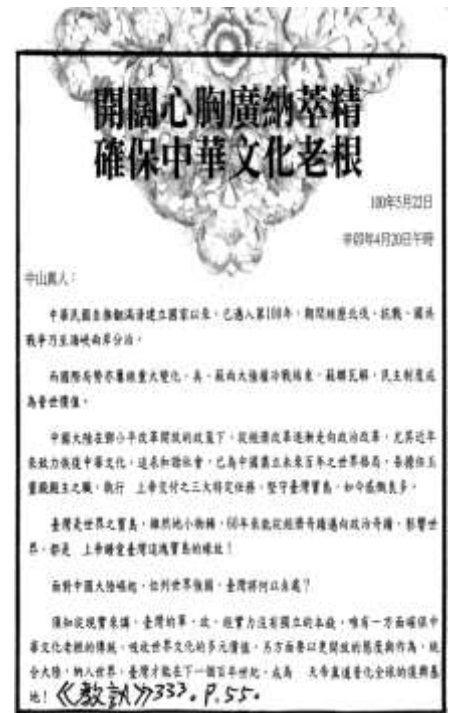 開闊心胸廣納萃精
確保中華文化老根
100年5月22日
辛卯年4月20日午時
中山真人：
中華民國自推翻滿清建立國家以來，已邁入第100年，期間經歷北伐、抗戰、國共
戰爭乃至海峽兩岸分治。
而國際局勢亦屢經重大變化，美、蘇兩大陸權冷戰結束，蘇聯瓦解，民主制度成
為普世價值。
中國大陸在鄧小平改革開放的政策下，從經濟改革逐漸走向政治改革，尤其近年
來致力恢復中華文化，追求和諧社會，已為中國奠立未來百年之世界格局。吾擔任玉
靈殿殿主之職，執行 上帝交付之三大特定任務，堅守臺灣寶島，如今感慨良多。
臺灣是世界之寶島，雖然地小物稀，60年來能從經濟奇蹟邁向政治奇蹟，影響世
界，都是 上帝鍾愛臺灣這塊寶島的緣故！
面對中國大陸崛起，位列世界強國，臺灣將何以自處？
須知從現實來講，臺灣的軍、政、經實力沒有獨立的本錢，唯有一方面確保中
華文化老根的傳統，吸收世界文化的多元價值，另方面要以更開放的態度與作為，統
合大陸，納入世界，臺灣才能在下一個百年世紀，成為 天帝真道普化全球的復興基
地！《教訊》333。P.55。